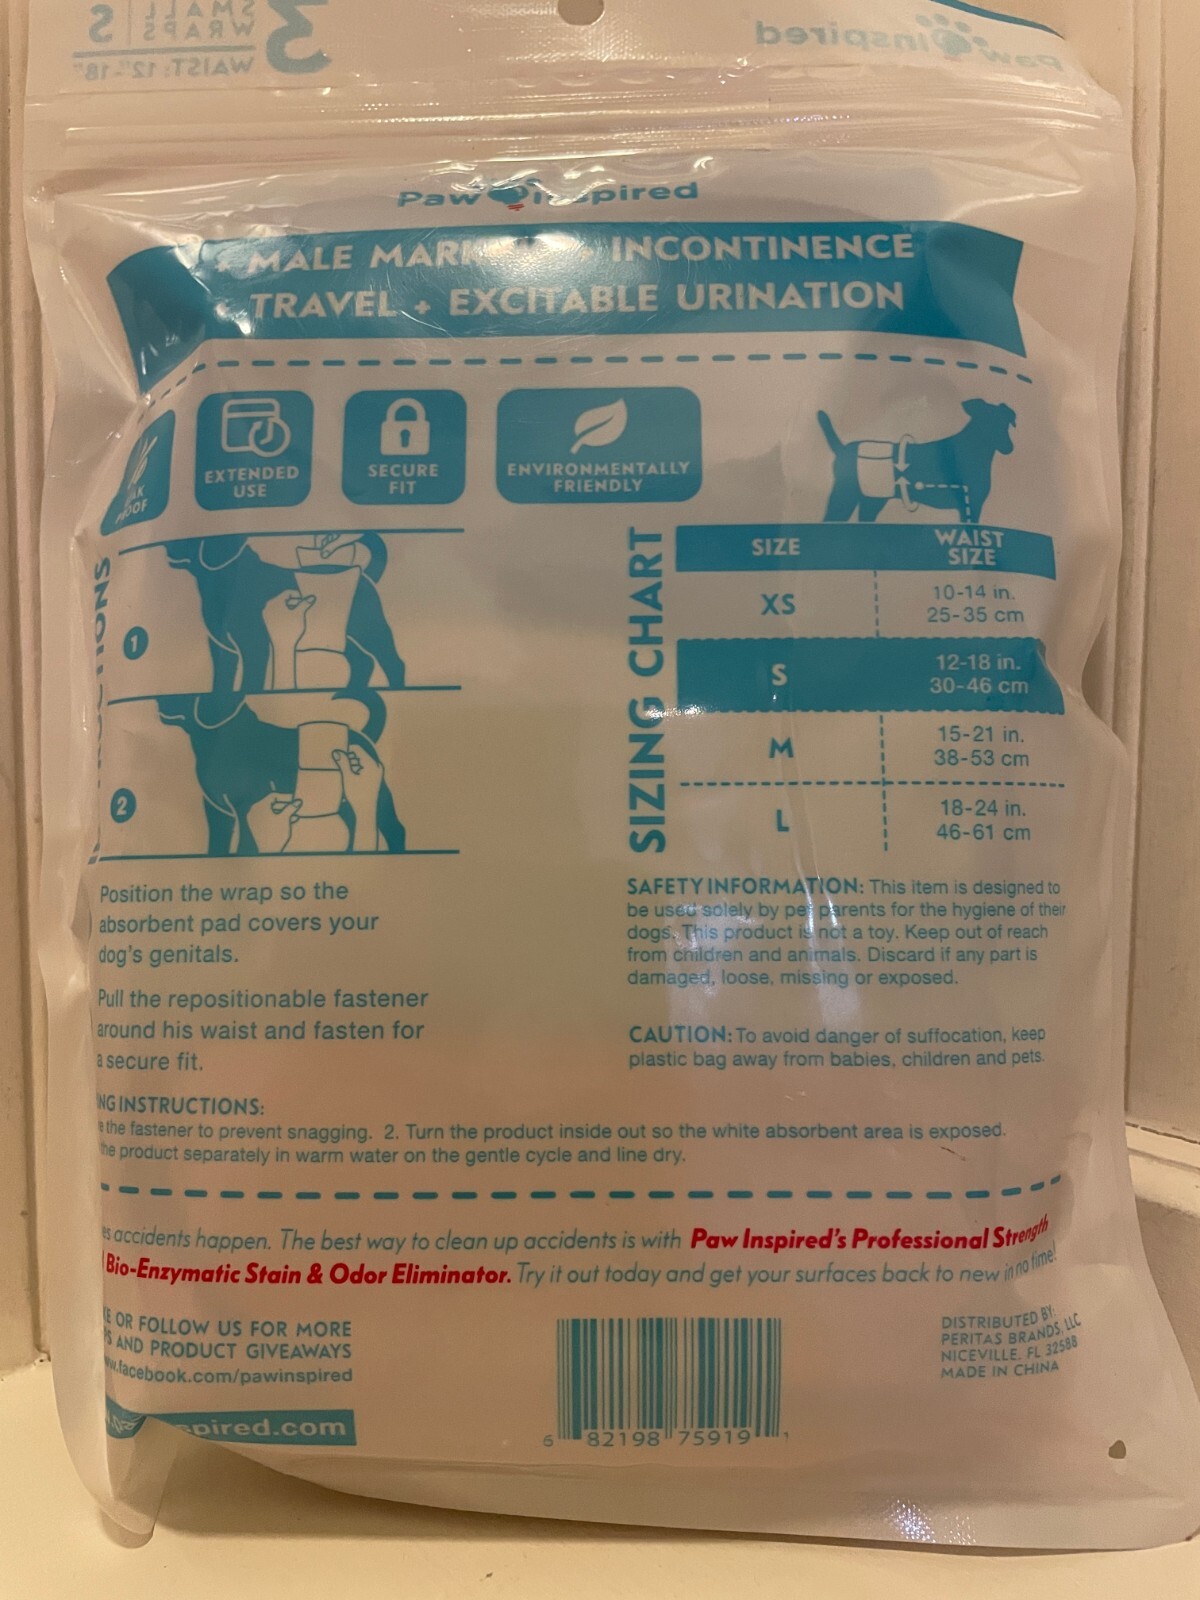 3 SMALL WRAPS S
WAIST: 12"-18"
Paw inspired
Paw inspired
+ MALE MARK + INCONTINENCE
TRAVEL + EXCITABLE URINATION
EXTENDED
USE
SECURE
FIT
ENVIRONMENTALLY
FRIENDLY
PROOF
SIZING CHART
SIZE WAIST SIZE
XS 10-14 in.
25-35 cm
S 12-18 in.
30-46 cm
M 15-21 in.
38-53 cm
L 18-24 in.
46-61 cm
1
2
Position the wrap so the
absorbent pad covers your
dog's genitals.
Pull the repositionable fastener
around his waist and fasten for
a secure fit.
SAFETY INFORMATION: This item is designed to
be used solely by pet parents for the hygiene of their
dogs. This product is not a toy. Keep out of reach
from children and animals. Discard if any part is
damaged, loose, missing or exposed.
CAUTION: To avoid danger of suffocation, keep
plastic bag away from babies, children and pets.
NG INSTRUCTIONS:
e the fastener to prevent snagging. 2. Turn the product inside out so the white absorbent area is exposed.
the product separately in warm water on the gentle cycle and line dry.
es accidents happen. The best way to clean up accidents is with Paw Inspired's Professional Strength
Bio-Enzymatic Stain & Odor Eliminator. Try it out today and get your surfaces back to new in no time!
KE OR FOLLOW US FOR MORE
PS AND PRODUCT GIVEAWAYS
w.facebook.com/pawinspired
spired.com
6 82198 75919 1
DISTRIBUTED BY:
PERITAS BRANDS, LLC
NICEVILLE, FL 32588
MADE IN CHINA